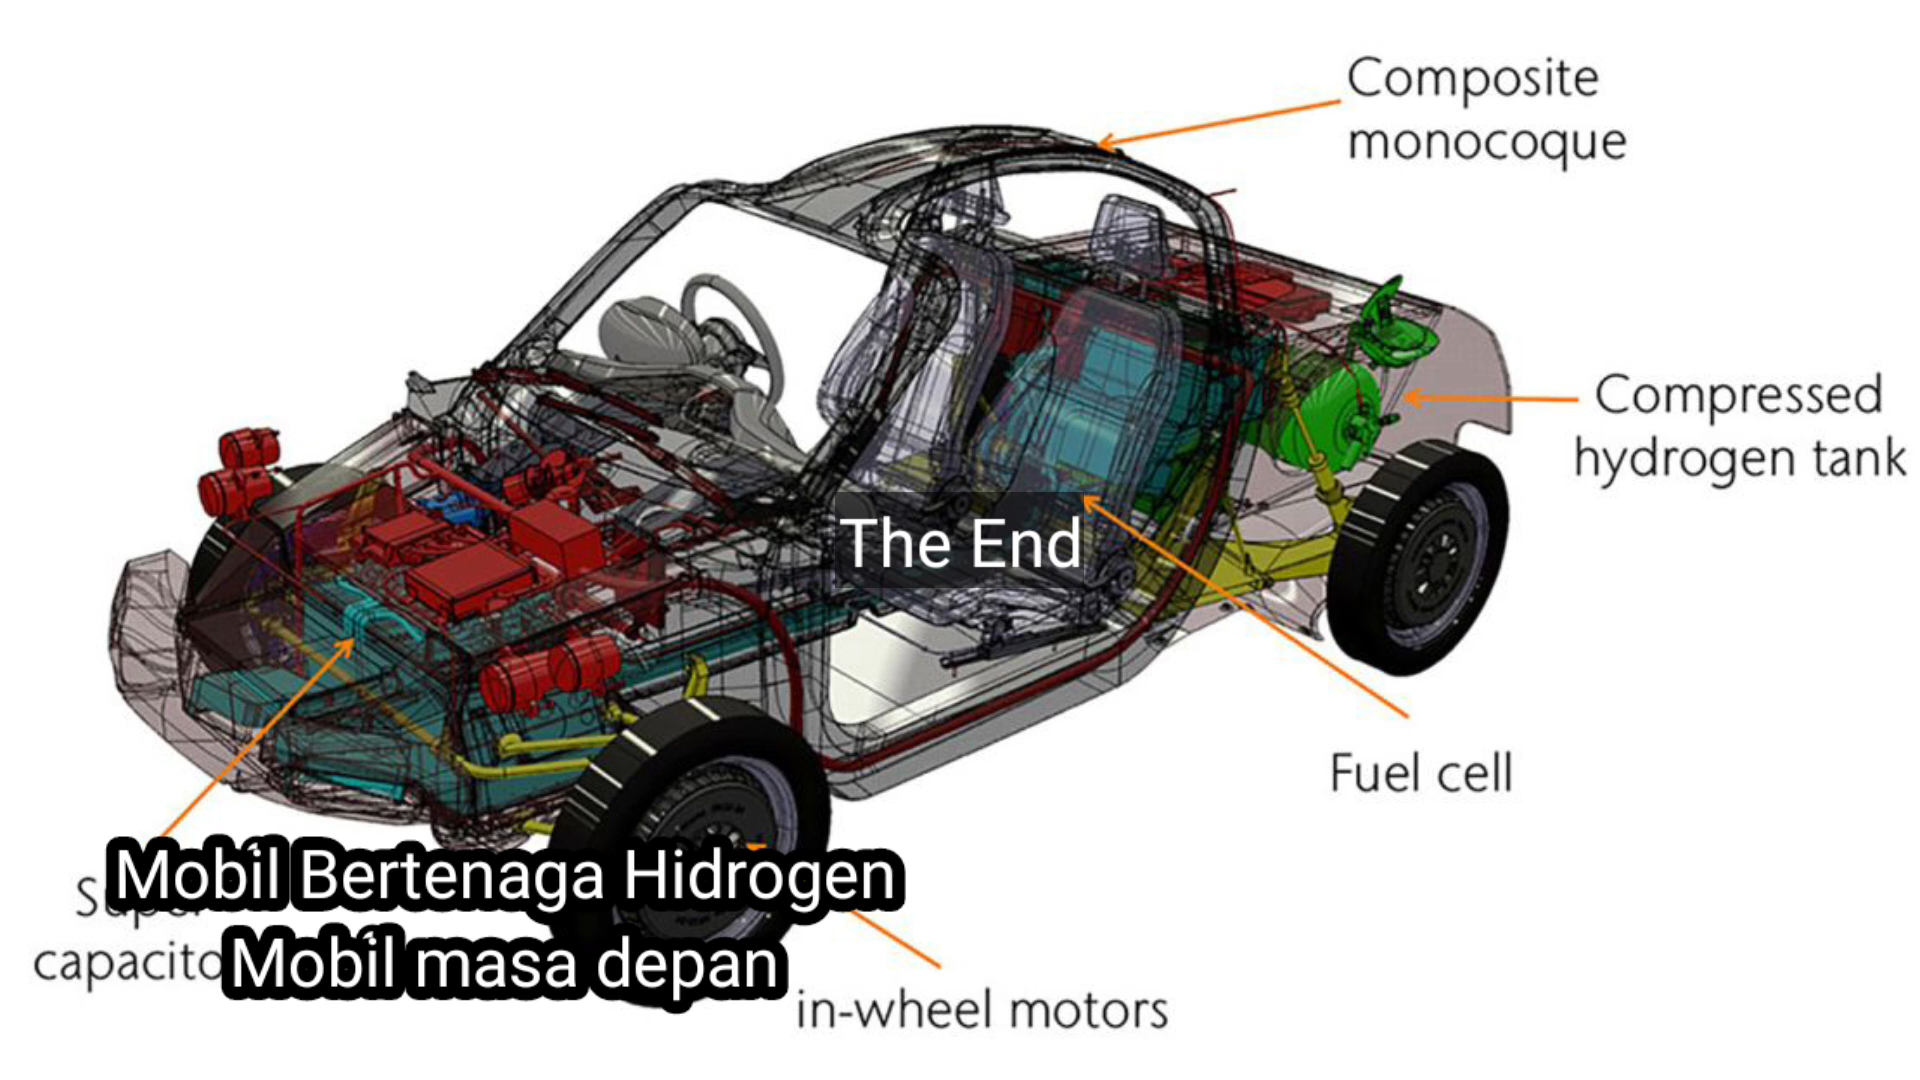 Composite
monocoque
Compressed
hydrogen tank
The End
Fuel cell
Mobil Bertenaga Hidrogen
Mobil masa depan
in-wheel motors